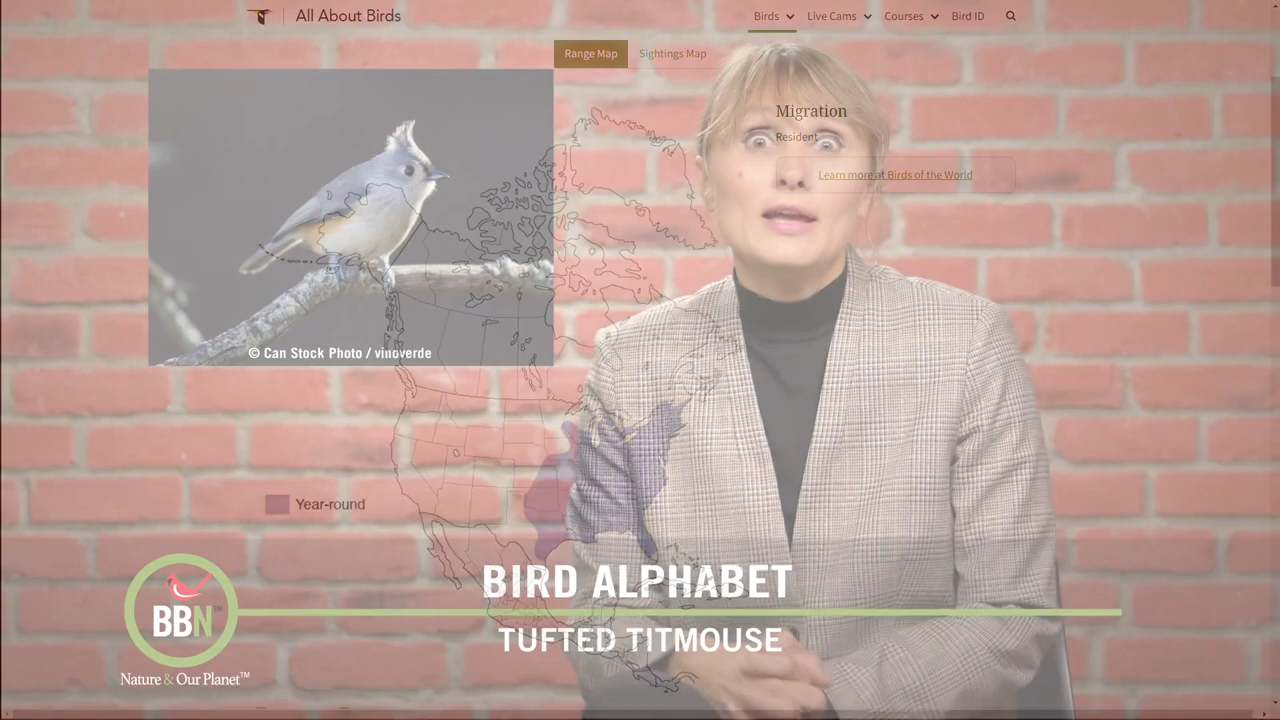 All About Birds
Birds
Live Cams
Courses
Bird ID
Range Map
Sightings Map
Migration
Resident
Learn more at Birds of the World
© Can Stock Photo / vinoverde
Year-round
BIRD ALPHABET
BBN™
TUFTED TITMOUSE
Nature & Our Planet™